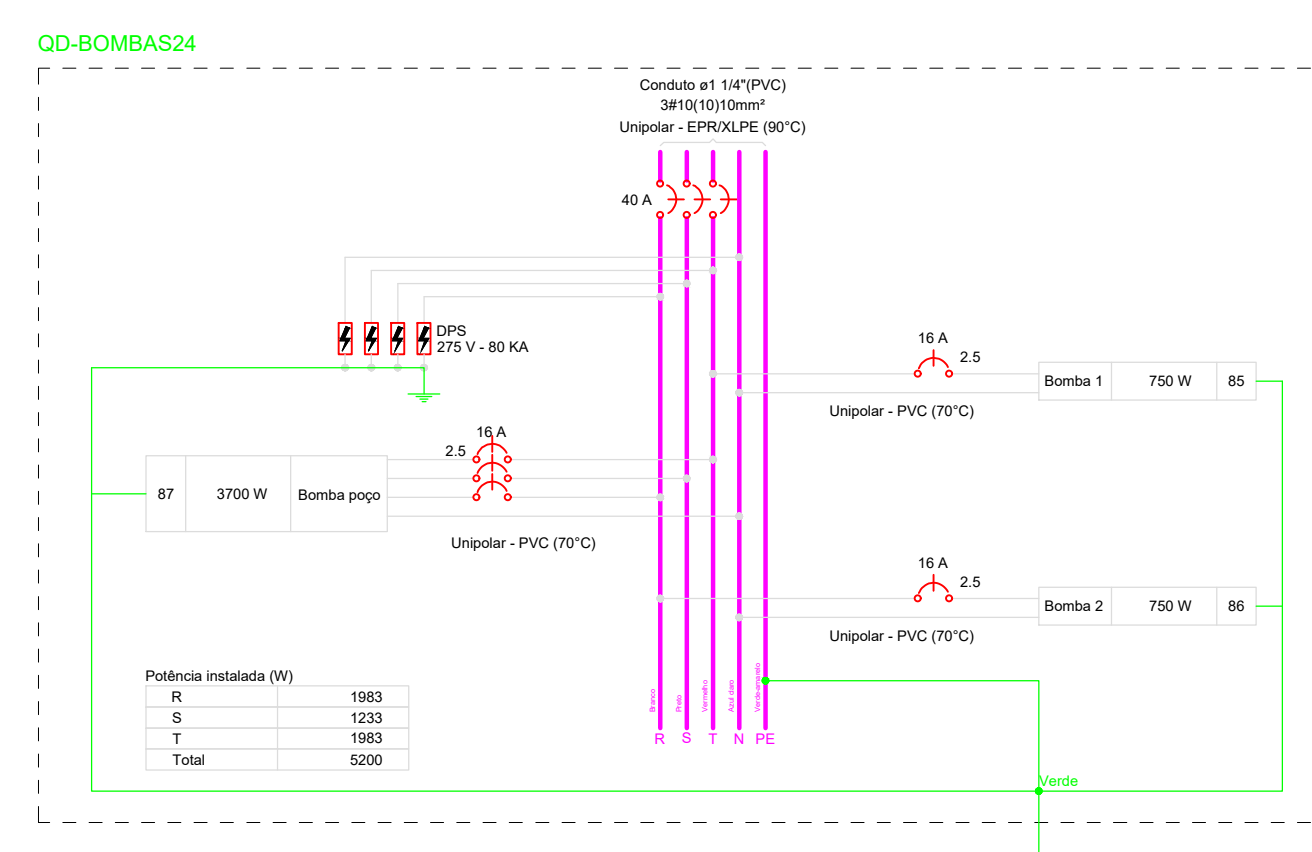 QD-BOMBAS24
Conduto ø1 1/4"(PVC)
3#10(10)10mm²
Unipolar - EPR/XLPE (90°C)
40 A
DPS
275 V - 80 KA
16 A
2.5
Bomba 1 750 W 85
Unipolar - PVC (70°C)
16 A
2.5
87 3700 W Bomba poço
Unipolar - PVC (70°C)
16 A
2.5
Bomba 2 750 W 86
Unipolar - PVC (70°C)
Potência instalada (W)
R 1983
S 1233
T 1983
Total 5200
Branco
Preto
Vermelho
Azul claro
Verde-amarelo
R S T N PE
Verde